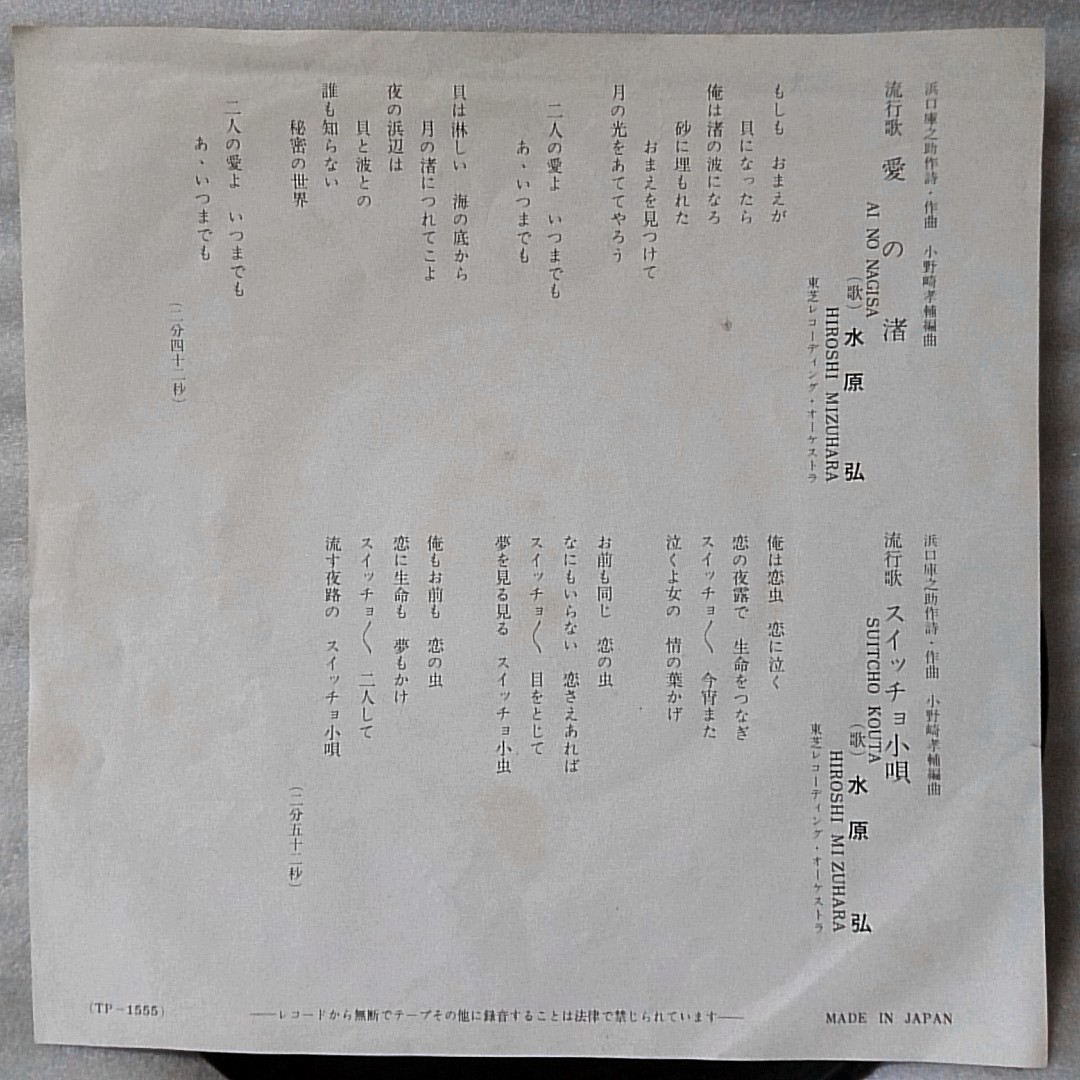 浜口庫之助作詩・作曲　小野崎孝輔編曲
流行歌　愛の渚
AI NO NAGISA
（歌）水原弘
HIROSHI MIZUHARA
東芝レコーディング・オーケストラ
もしも　おまえが
貝になったら
俺は渚の波になろ
砂に埋もれた
おまえを見つけて
月の光をあててやろう
二人の愛よ　いつまでも
あゝいつまでも
貝は淋しい　海の底から
月の渚につれてこよ
夜の浜辺は
貝と波との
誰も知らない
秘密の世界
二人の愛よ　いつまでも
あゝいつまでも
（二分四十二秒）
浜口庫之助作詩・作曲　小野崎孝輔編曲
流行歌　スイッチョ小唄
SUITCHO KOUTA
（歌）水原弘
HIROSHI MIZUHARA
東芝レコーディング・オーケストラ
俺は恋虫　恋に泣く
恋の夜露で　生命をつなぎ
スイッチョ〱　今宵また
泣くよ女の　情の葉かげ
お前も同じ　恋の虫
なにもいらない　恋さえあれば
スイッチョ〱　目をとじて
夢を見る見る　スイッチョ小虫
俺もお前も　恋の虫
恋に生命も　夢もかけ
スイッチョ〱　二人して
流す夜路の　スイッチョ小唄
（二分五十二秒）
(TP-1555)
——レコードから無断でテープその他に録音することは法律で禁じられています——
MADE IN JAPAN